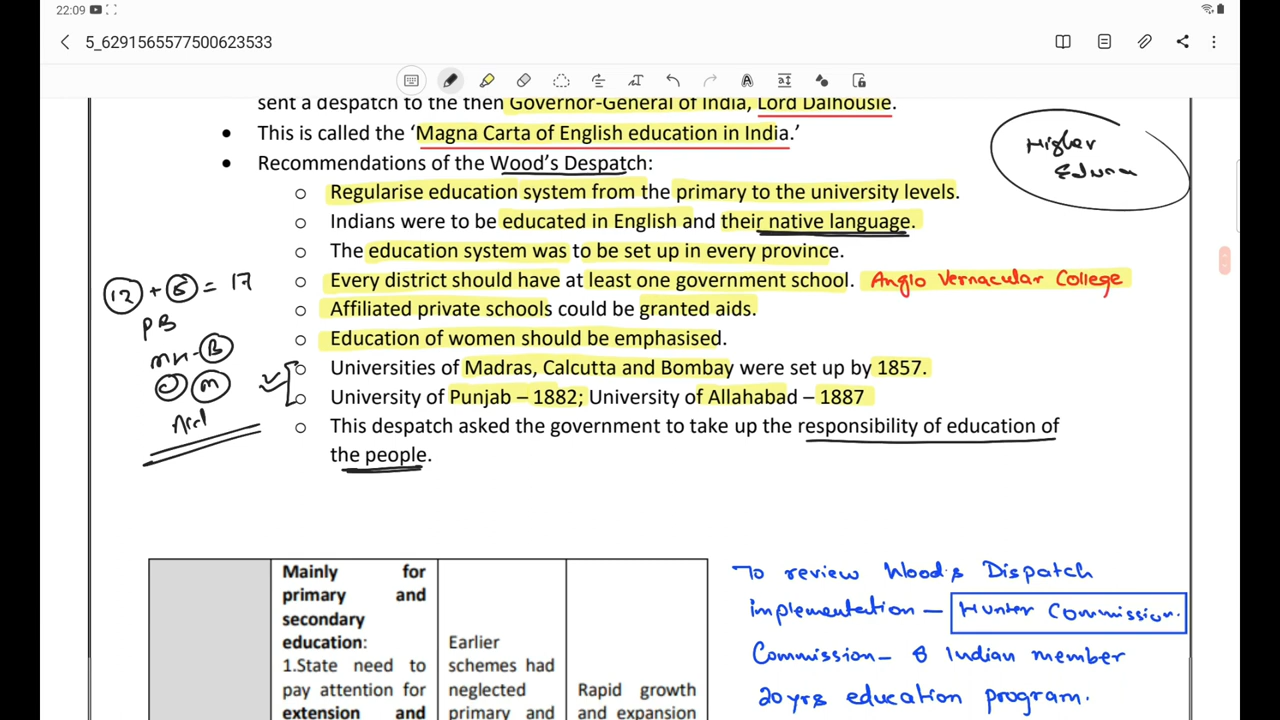 22:09
5_6291565577500623533
sent a despatch to the then Governor-General of India, Lord Dalhousie.
• This is called the ‘Magna Carta of English education in India.’
Higher
• Recommendations of the Wood’s Despatch:
o Regularise education system from the primary to the university levels.
o Indians were to be educated in English and their native language.
o The education system was to be set up in every province.
o Every district should have at least one government school. Anglo Vernacular College
12 + 5 = 17
o Affiliated private schools could be granted aids.
PB
o Education of women should be emphasised.
B
o Universities of Madras, Calcutta and Bombay were set up by 1857.
M
o University of Punjab – 1882; University of Allahabad – 1887
o This despatch asked the government to take up the responsibility of education of
the people.
Mainly for
primary and
secondary
education:
1.State need to
pay attention for
extension and
Earlier
schemes had
neglected
primary and
Rapid growth
and expansion
To review Wood's Dispatch
implementation – Hunter Commission.
Commission – 8 Indian member
20 yrs education program.